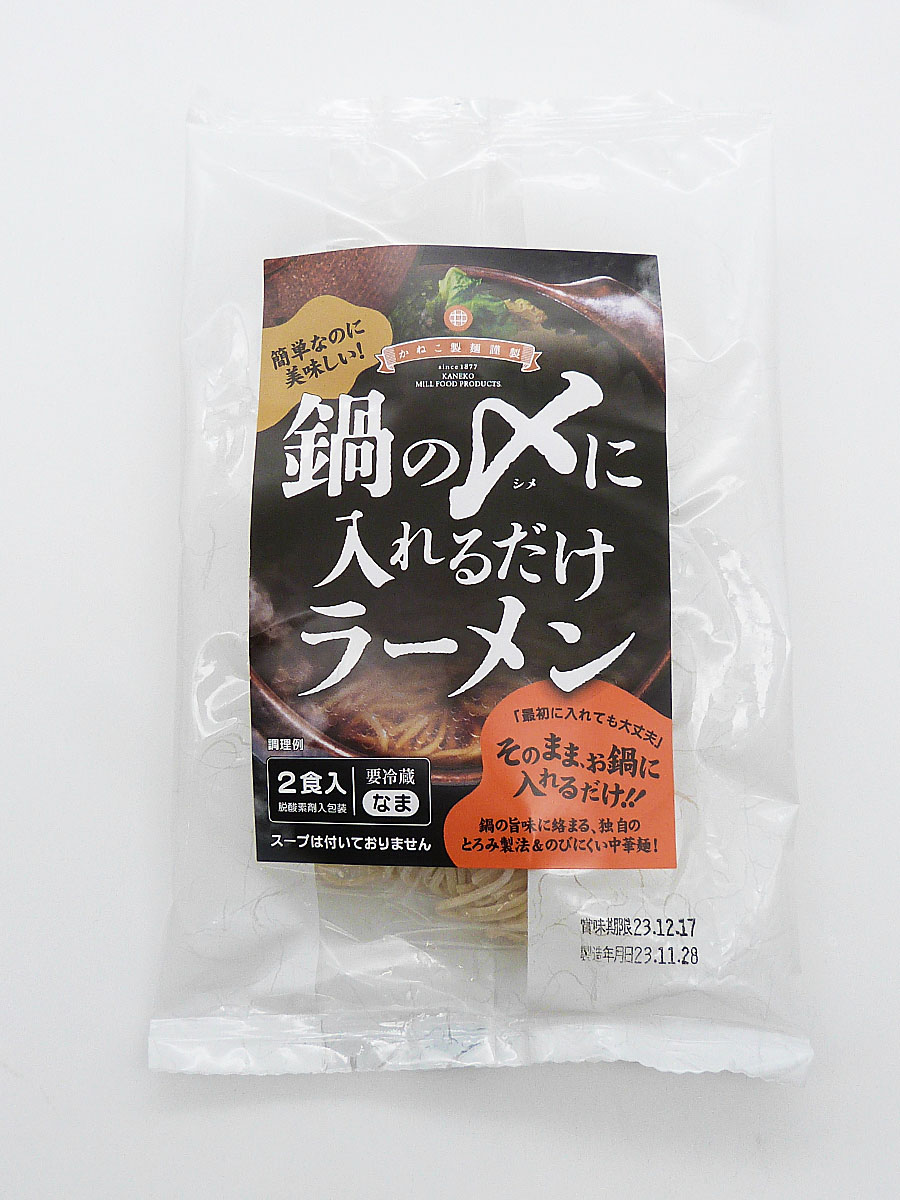 簡単なのに
美味しい!
かねこ製麺謹製
since1877
KANEKO
MILL FOOD PRODUCTS.
鍋の〆に
シメ
入れるだけ
ラーメン
調理例
2食入
脱酸素剤入包装
要冷蔵
なま
スープは付いておりません
「最初に入れても大丈夫」
そのまま、お鍋に
入れるだけ!!
鍋の旨味に絡まる、独自の
とろみ製法&のびにくい中華麺!
賞味期限23.12.17
製造年月日23.11.28